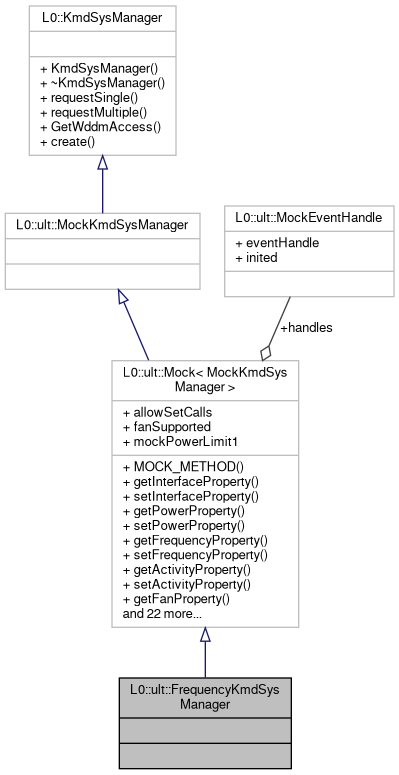 L0::KmdSysManager
+ KmdSysManager()
+ ~KmdSysManager()
+ requestSingle()
+ requestMultiple()
+ GetWddmAccess()
+ create()
L0::ult::MockKmdSysManager
L0::ult::MockEventHandle
+ eventHandle
+ inited
+handles
L0::ult::Mock< MockKmdSys
Manager >
+ allowSetCalls
+ fanSupported
+ mockPowerLimit1
+ MOCK_METHOD()
+ getInterfaceProperty()
+ setInterfaceProperty()
+ getPowerProperty()
+ setPowerProperty()
+ getFrequencyProperty()
+ setFrequencyProperty()
+ getActivityProperty()
+ setActivityProperty()
+ getFanProperty()
and 22 more...
L0::ult::FrequencyKmdSys
Manager